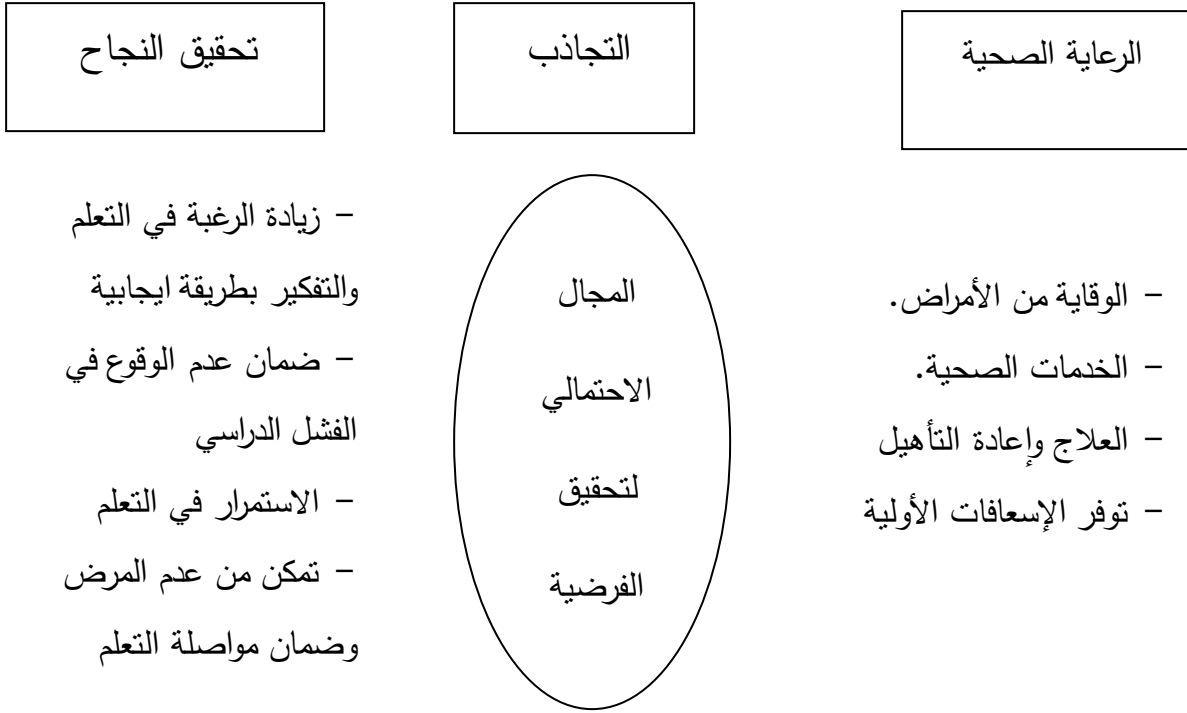 الرعاية الصحية
التجاذب
تحقيق النجاح
– الوقاية من الأمراض.
– الخدمات الصحية.
– العلاج وإعادة التأهيل
– توفر الإسعافات الأولية
المجال
الاحتمالي
لتحقيق
الفرضية
– زيادة الرغبة في التعلم
والتفكير بطريقة ايجابية
– ضمان عدم الوقوع في
الفشل الدراسي
– الاستمرار في التعلم
– تمكن من عدم المرض
وضمان مواصلة التعلم